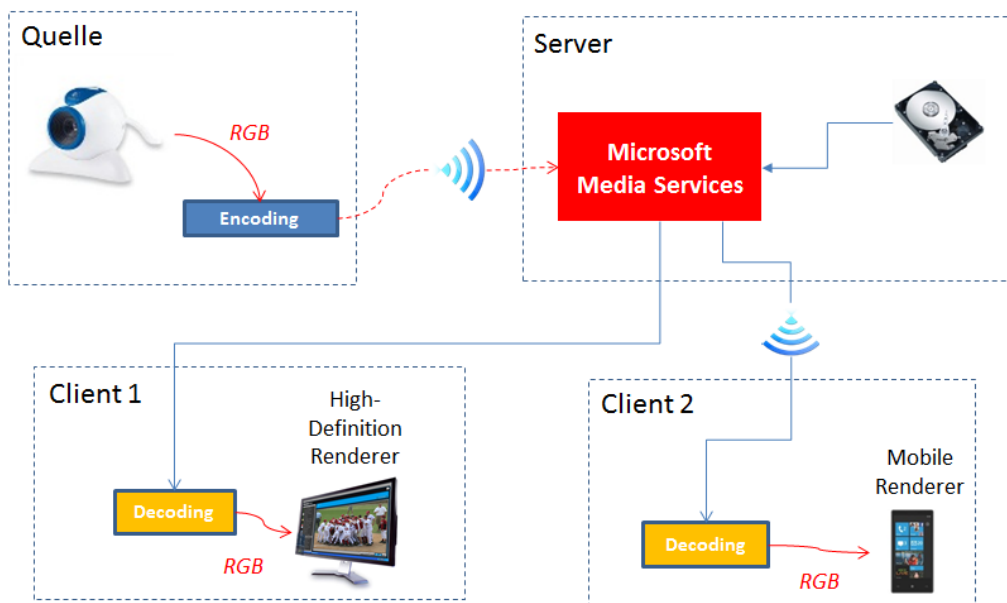 Quelle
RGB
Encoding
Server
Microsoft
Media Services
Client 1
High-
Definition
Renderer
Decoding
RGB
Client 2
Mobile
Renderer
Decoding
RGB